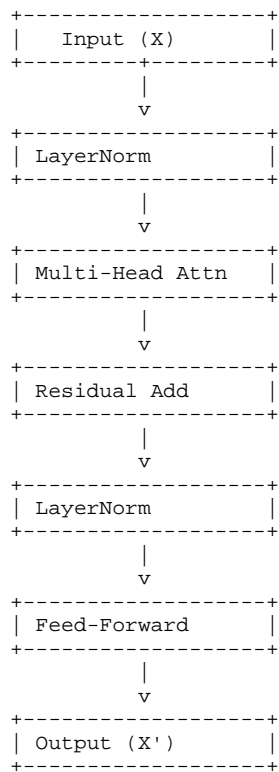 Input (X)
LayerNorm
Multi-Head Attn
Residual Add
LayerNorm
Feed-Forward
Output (X')